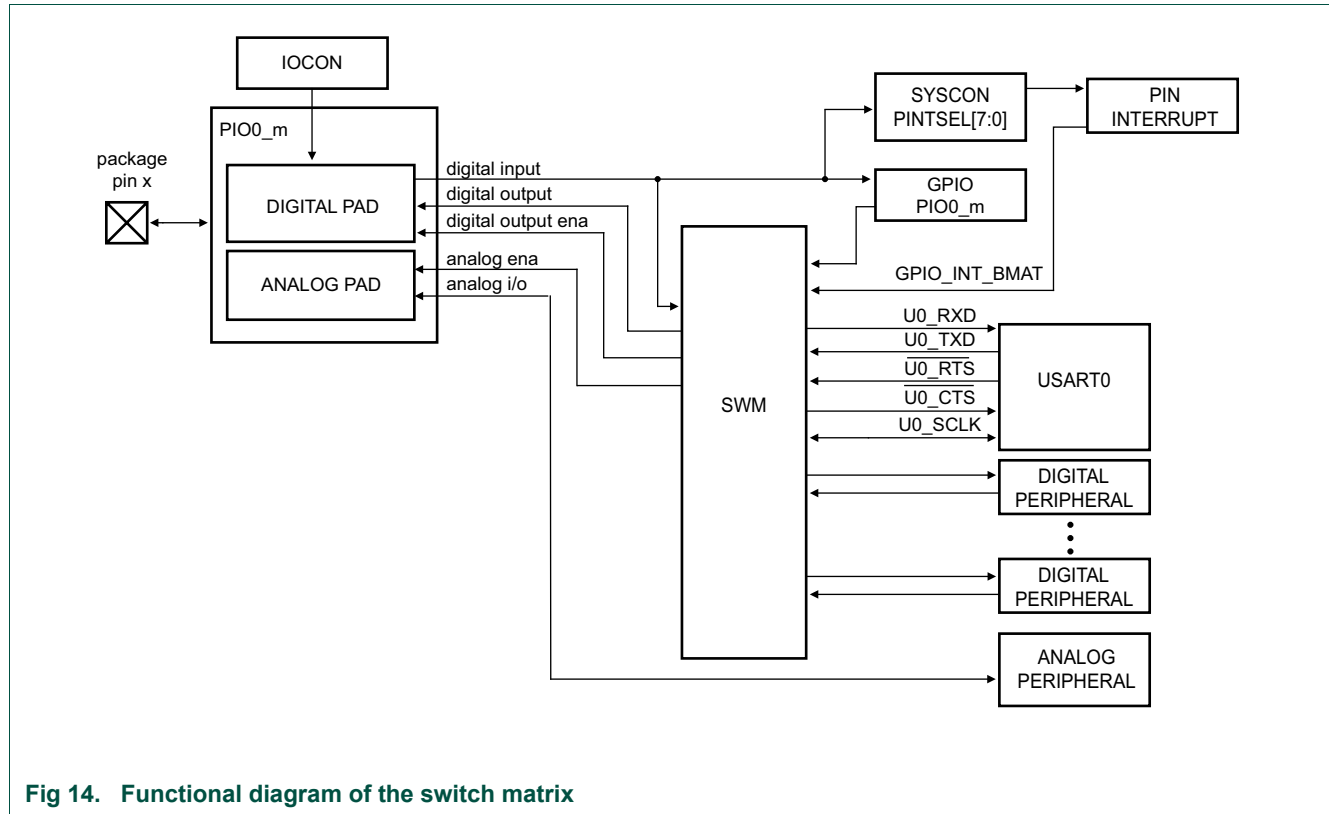 IOCON
PIO0_m
package
pin x
DIGITAL PAD
ANALOG PAD
digital input
digital output
digital output ena
analog ena
analog i/o
SYSCON
PINTSEL[7:0]
PIN
INTERRUPT
GPIO
PIO0_m
GPIO_INT_BMAT
SWM
U0_RXD
U0_TXD
U0_RTS
U0_CTS
U0_SCLK
USART0
DIGITAL
PERIPHERAL
DIGITAL
PERIPHERAL
ANALOG
PERIPHERAL
Fig 14. Functional diagram of the switch matrix